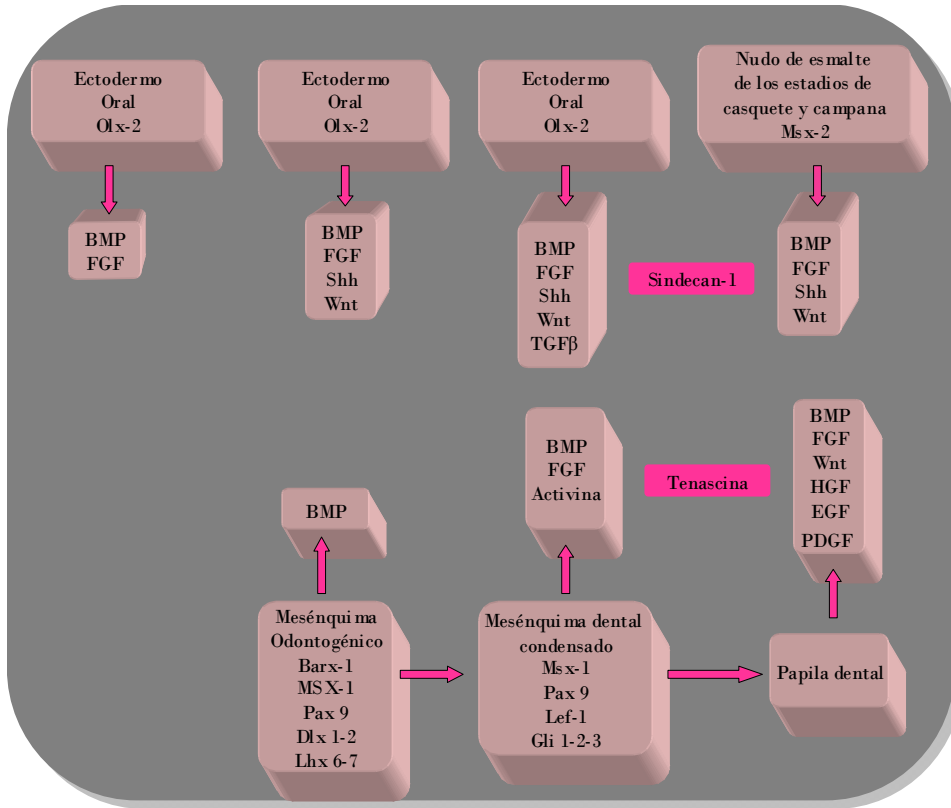 Ectodermo
Oral
Olx-2
Ectodermo
Oral
Olx-2
Ectodermo
Oral
Olx-2
Nudo de esmalte
de los estadios de
casquete y campana
Msx-2
BMP
FGF
BMP
FGF
Shh
Wnt
BMP
FGF
Shh
Wnt
TGFβ
Sindecan-1
BMP
FGF
Shh
Wnt
BMP
BMP
FGF
Activina
Tenascina
BMP
FGF
Wnt
HGF
EGF
PDGF
Mesénquima
Odontogénico
Barx-1
MSX-1
Pax 9
Dlx 1-2
Lhx 6-7
Mesénquima dental
condensado
Msx-1
Pax 9
Lef-1
Gli 1-2-3
Papila dental